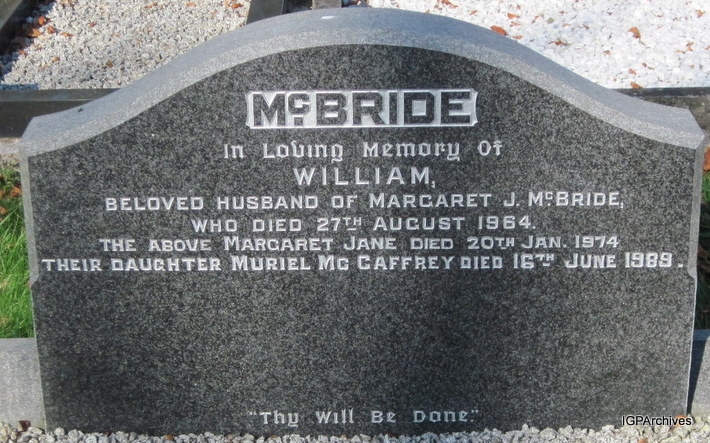 McBRIDE
In Loving Memory Of
WILLIAM,
BELOVED HUSBAND OF MARGARET J. McBRIDE,
WHO DIED 27TH AUGUST 1964.
THE ABOVE MARGARET JANE DIED 20TH JAN. 1974
THEIR DAUGHTER MURIEL MC CAFFREY DIED 16TH JUNE 1989.
"Thy Will Be Done."
IGPArchives